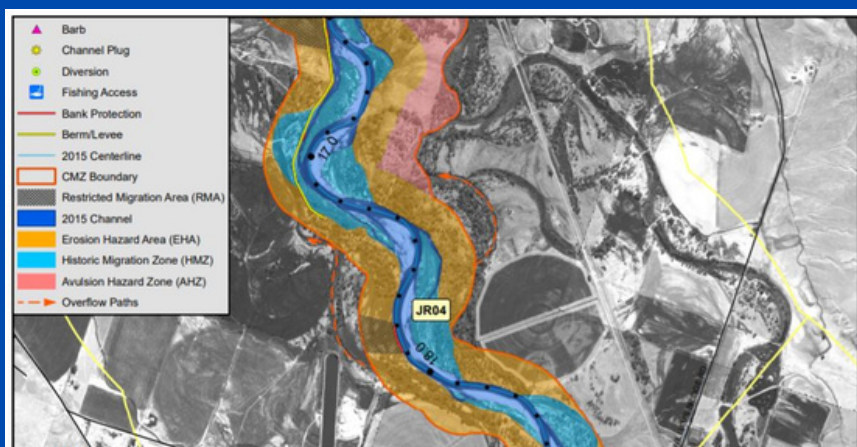 Barb
Channel Plug
Diversion
Fishing Access
Bank Protection
Berm/Levee
2015 Centerline
CMZ Boundary
Restricted Migration Area (RMA)
2015 Channel
Erosion Hazard Area (EHA)
Historic Migration Zone (HMZ)
Avulsion Hazard Zone (AHZ)
Overflow Paths
17.0
JR04
18.0